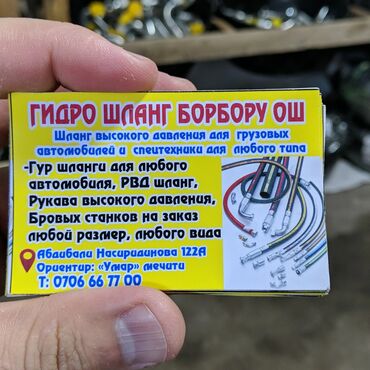 ГИДРО ШЛАНГ БОРБОРУ ОШ
Шланг высокого давления для грузовых
автомобилей и спецтехники для любого типа
-Гур шланги для любого
автомобиля, РВД шланг,
Рукава высокого давления,
Бровых станков на заказ
любой размер, любого вида
Абдибали Насиридинова 122А
Ориентир: «Умар» мечити
Т: 0706 66 77 00